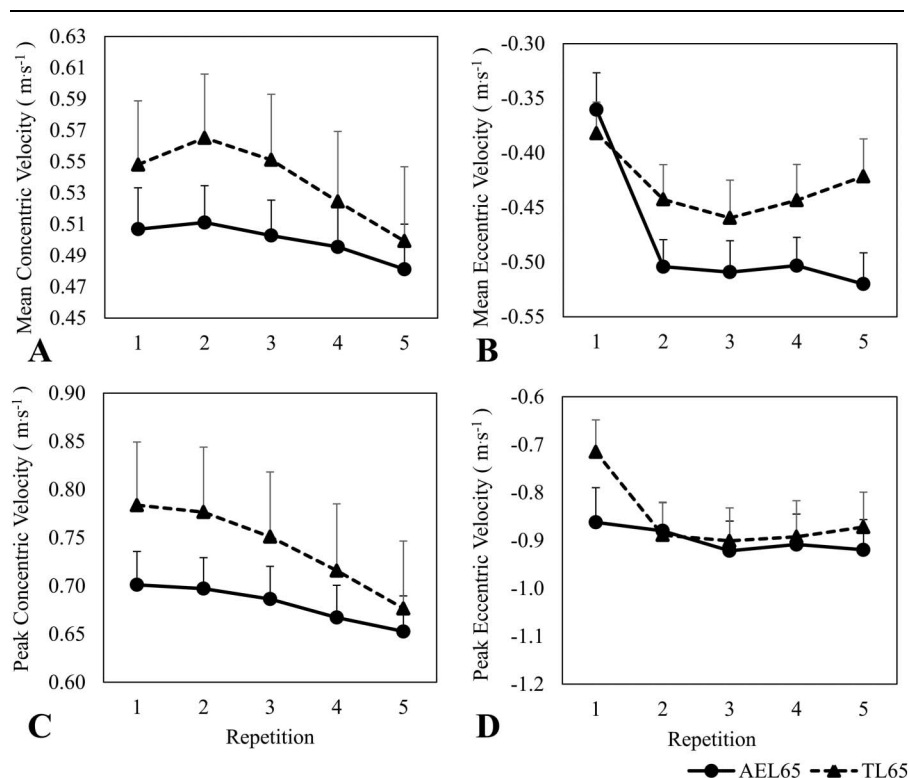 0.63
0.61
0.59
0.57
0.55
0.53
0.51
0.49
0.47
0.45
Mean Concentric Velocity ( m·s⁻¹ )
1 2 3 4 5
A
-0.30
-0.35
-0.40
-0.45
-0.50
-0.55
Mean Eccentric Velocity ( m·s⁻¹ )
1 2 3 4 5
B
0.90
0.85
0.80
0.75
0.70
0.65
0.60
Peak Concentric Velocity ( m·s⁻¹ )
1 2 3 4 5
C
Repetition
-0.6
-0.7
-0.8
-0.9
-1.0
-1.1
-1.2
Peak Eccentric Velocity ( m·s⁻¹ )
1 2 3 4 5
D
Repetition
AEL65 TL65